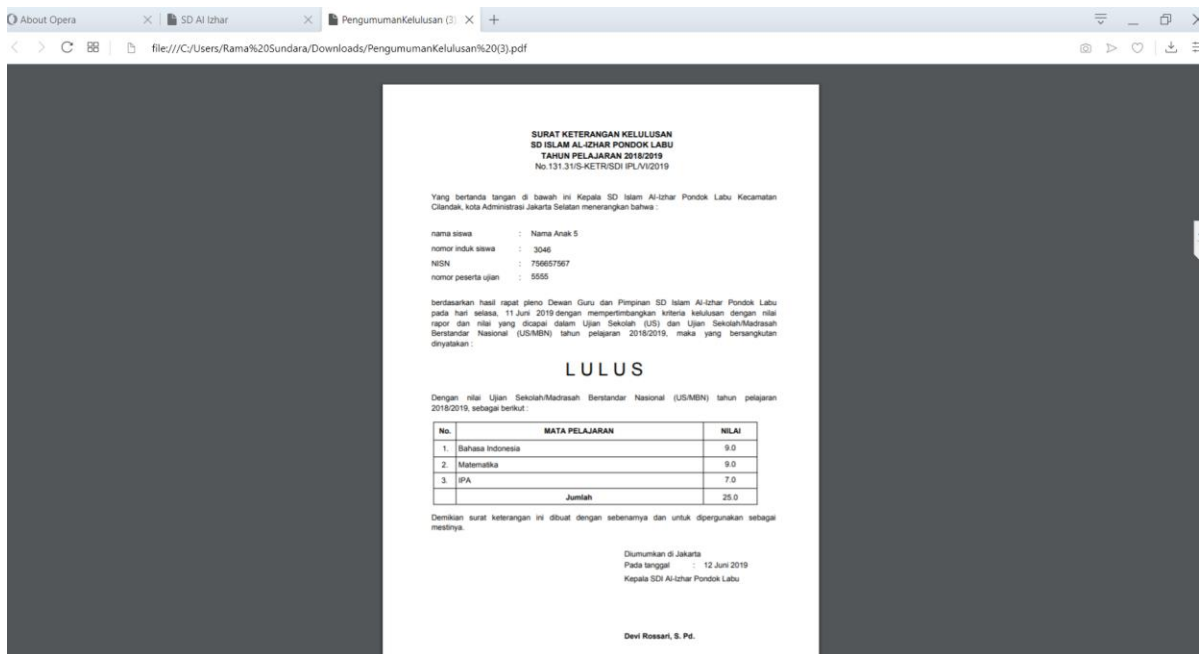 About Opera
SD Al Izhar
PengumumanKelulusan (3)
file:///C:/Users/Rama%20Sundara/Downloads/PengumumanKelulusan%20(3).pdf
SURAT KETERANGAN KELULUSAN
SD ISLAM AL-IZHAR PONDOK LABU
TAHUN PELAJARAN 2018/2019
No.131.31/S-KETR/SDI IPL/VI/2019
Yang bertanda tangan di bawah ini Kepala SD Islam Al-Izhar Pondok Labu Kecamatan
Cilandak, kota Administrasi Jakarta Selatan menerangkan bahwa :
nama siswa : Nama Anak 5
nomor induk siswa : 3046
NISN : 756657567
nomor peserta ujian : 5555
berdasarkan hasil rapat pleno Dewan Guru dan Pimpinan SD Islam Al-Izhar Pondok Labu
pada hari selasa, 11 Juni 2019 dengan mempertimbangkan kriteria kelulusan dengan nilai
rapor dan nilai yang dicapai dalam Ujian Sekolah (US) dan Ujian Sekolah/Madrasah
Berstandar Nasional (US/MBN) tahun pelajaran 2018/2019, maka yang bersangkutan
dinyatakan :
L U L U S
Dengan nilai Ujian Sekolah/Madrasah Berstandar Nasional (US/MBN) tahun pelajaran
2018/2019, sebagai berikut :
No. MATA PELAJARAN NILAI
1. Bahasa Indonesia 9.0
2. Matematika 9.0
3. IPA 7.0
Jumlah 25.0
Demikian surat keterangan ini dibuat dengan sebenarnya dan untuk dipergunakan sebagai
mestinya.
Diumumkan di Jakarta
Pada tanggal : 12 Juni 2019
Kepala SDI Al-Izhar Pondok Labu
Devi Rossari, S. Pd.